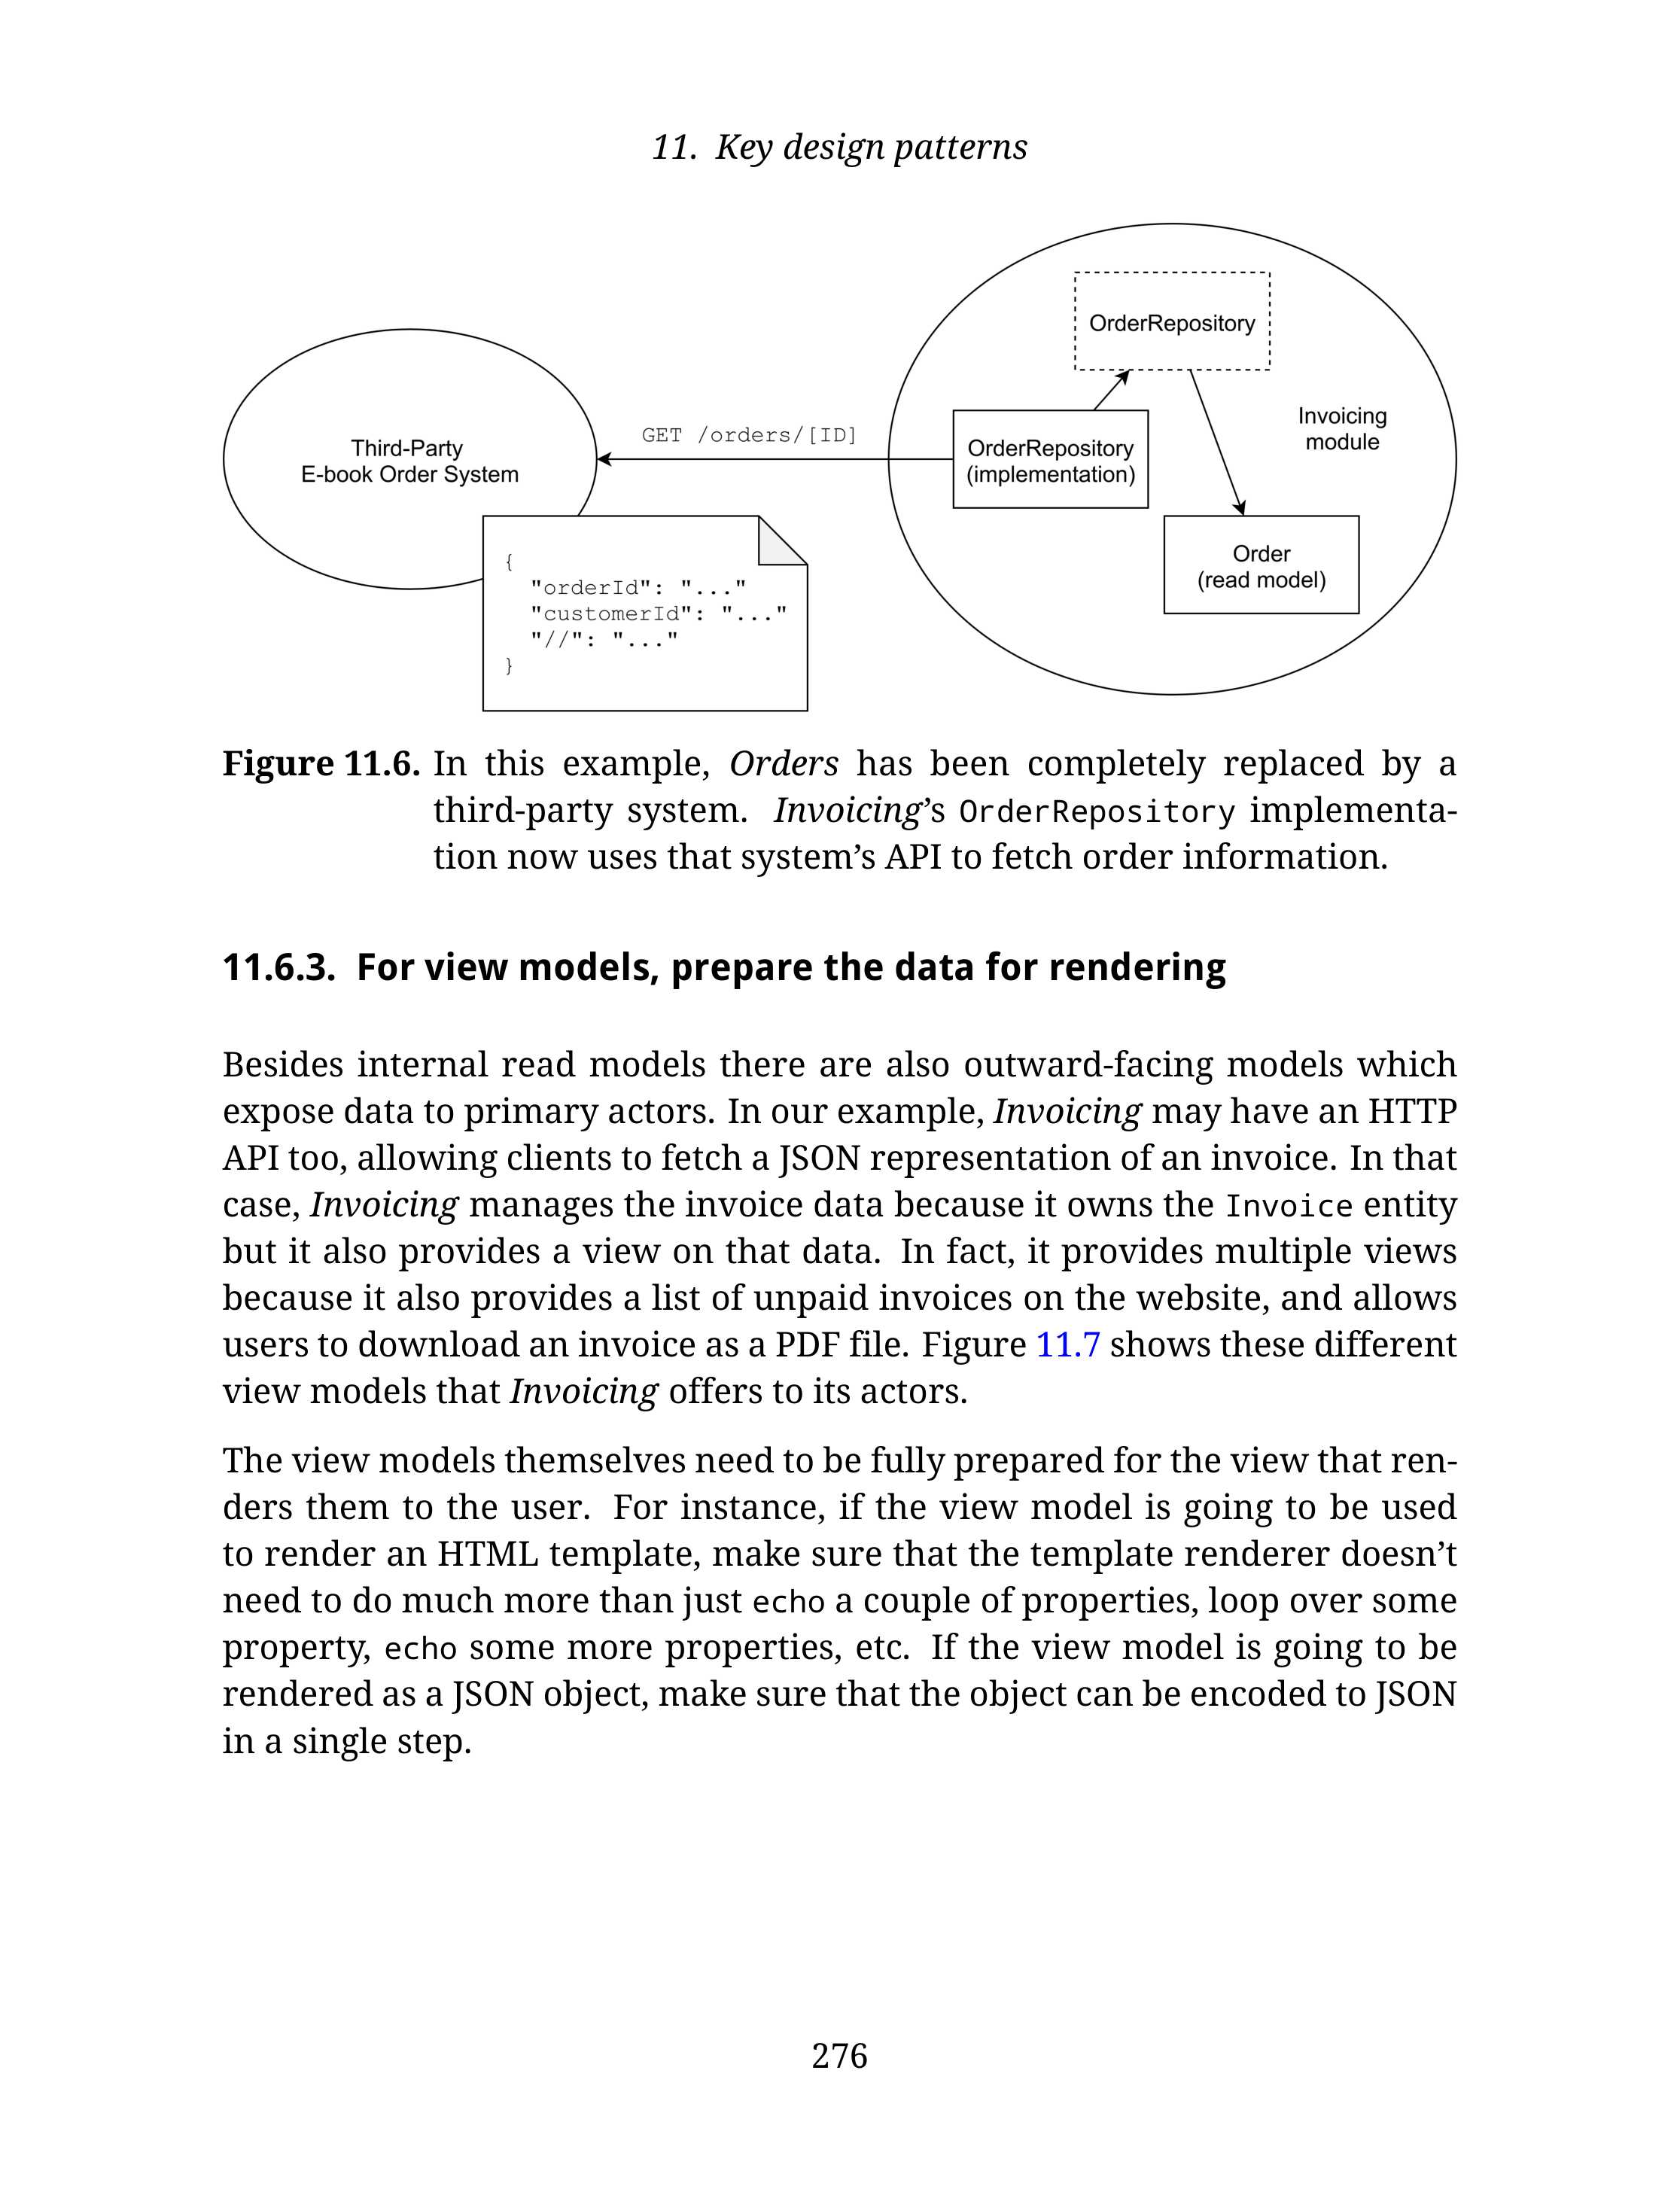 11. Key design patterns
OrderRepository
Invoicing
module
GET /orders/[ID]
Third-Party
E-book Order System
OrderRepository
(implementation)
Order
(read model)
{
"orderId": "..."
"customerId": "..."
"//": "..."
}
Figure 11.6. In this example, Orders has been completely replaced by a
third-party system. Invoicing’s OrderRepository implementa-
tion now uses that system’s API to fetch order information.
11.6.3. For view models, prepare the data for rendering
Besides internal read models there are also outward-facing models which
expose data to primary actors. In our example, Invoicing may have an HTTP
API too, allowing clients to fetch a JSON representation of an invoice. In that
case, Invoicing manages the invoice data because it owns the Invoice entity
but it also provides a view on that data. In fact, it provides multiple views
because it also provides a list of unpaid invoices on the website, and allows
users to download an invoice as a PDF file. Figure 11.7 shows these different
view models that Invoicing offers to its actors.
The view models themselves need to be fully prepared for the view that ren-
ders them to the user. For instance, if the view model is going to be used
to render an HTML template, make sure that the template renderer doesn’t
need to do much more than just echo a couple of properties, loop over some
property, echo some more properties, etc. If the view model is going to be
rendered as a JSON object, make sure that the object can be encoded to JSON
in a single step.
276